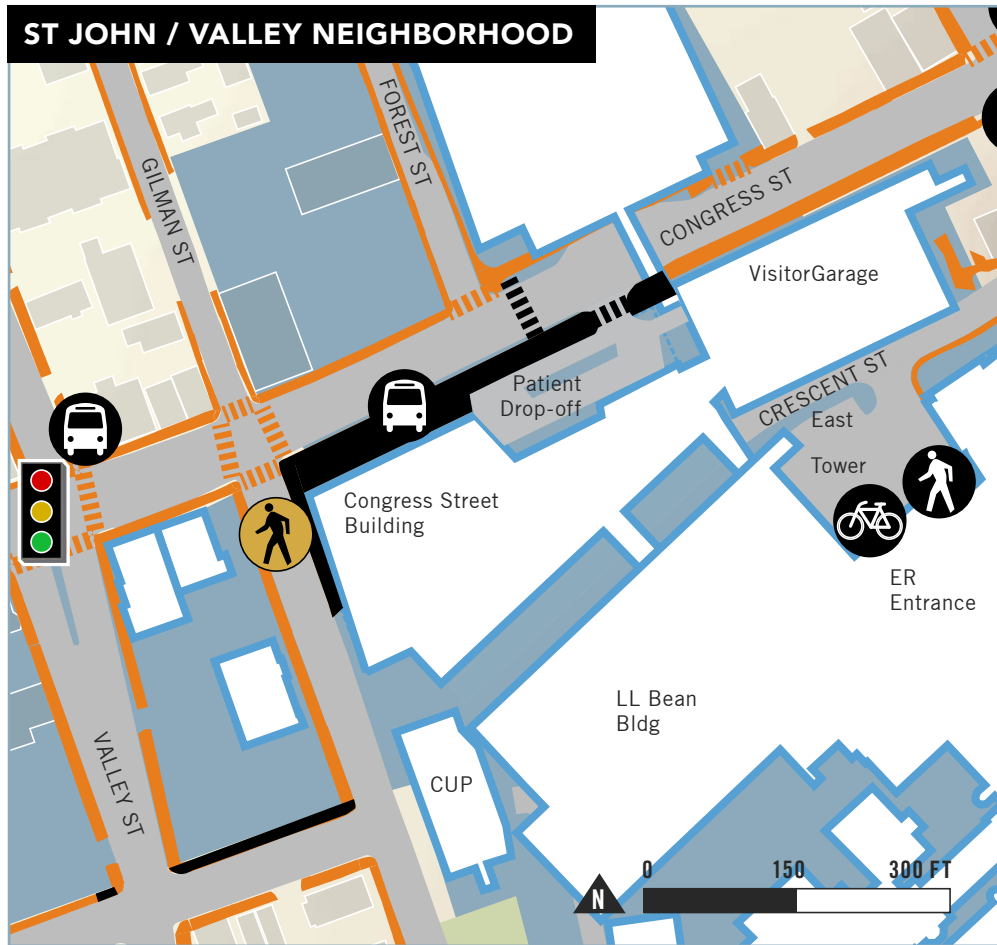 ST JOHN / VALLEY NEIGHBORHOOD
FOREST ST
GILMAN ST
CONGRESS ST
VisitorGarage
Patient
Drop-off
CRESCENT ST
East
Tower
Congress Street
Building
ER
Entrance
LL Bean
Bldg
VALLEY ST
CUP
0 150 300 FT
N